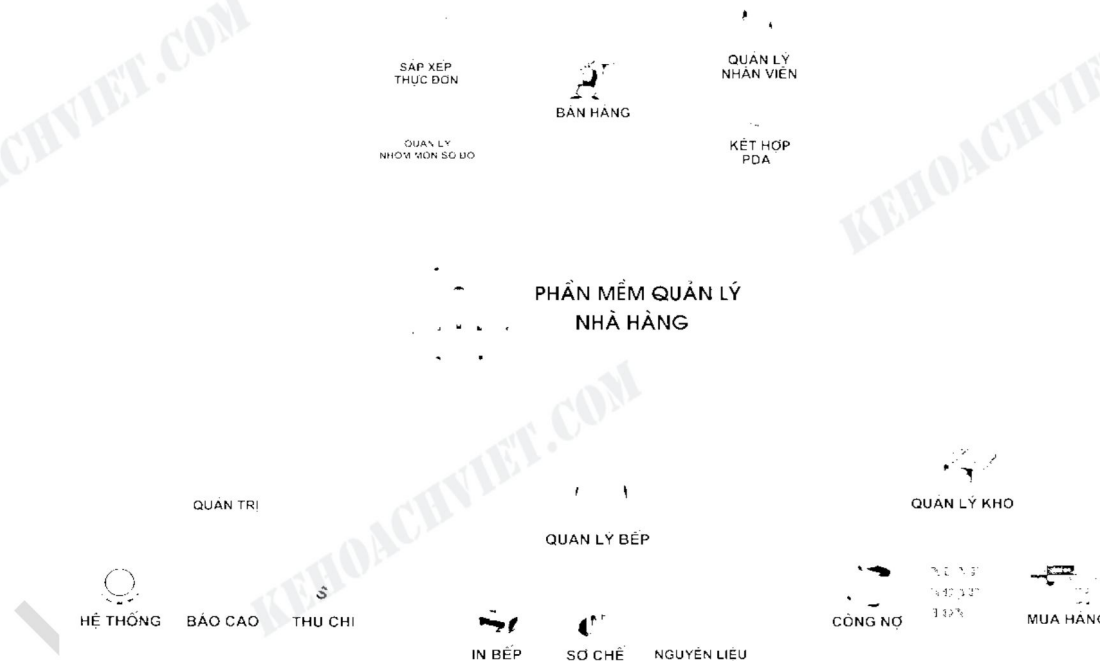 KEHOACHVIET.COM
SẮP XẾP
THỰC ĐƠN
BÁN HÀNG
QUẢN LÝ
NHÂN VIÊN
QUẢN LÝ
NHÓM MÓN SƠ ĐỒ
KẾT HỢP
PDA
KEHOACHVIET
PHẦN MỀM QUẢN LÝ
NHÀ HÀNG
KEHOACHVIET.COM
QUẢN TRỊ
QUẢN LÝ BẾP
QUẢN LÝ KHO
HỆ THỐNG
BÁO CÁO
THU CHI
CÔNG NỢ
MUA HÀNG
IN BẾP
SƠ CHẾ
NGUYÊN LIỆU